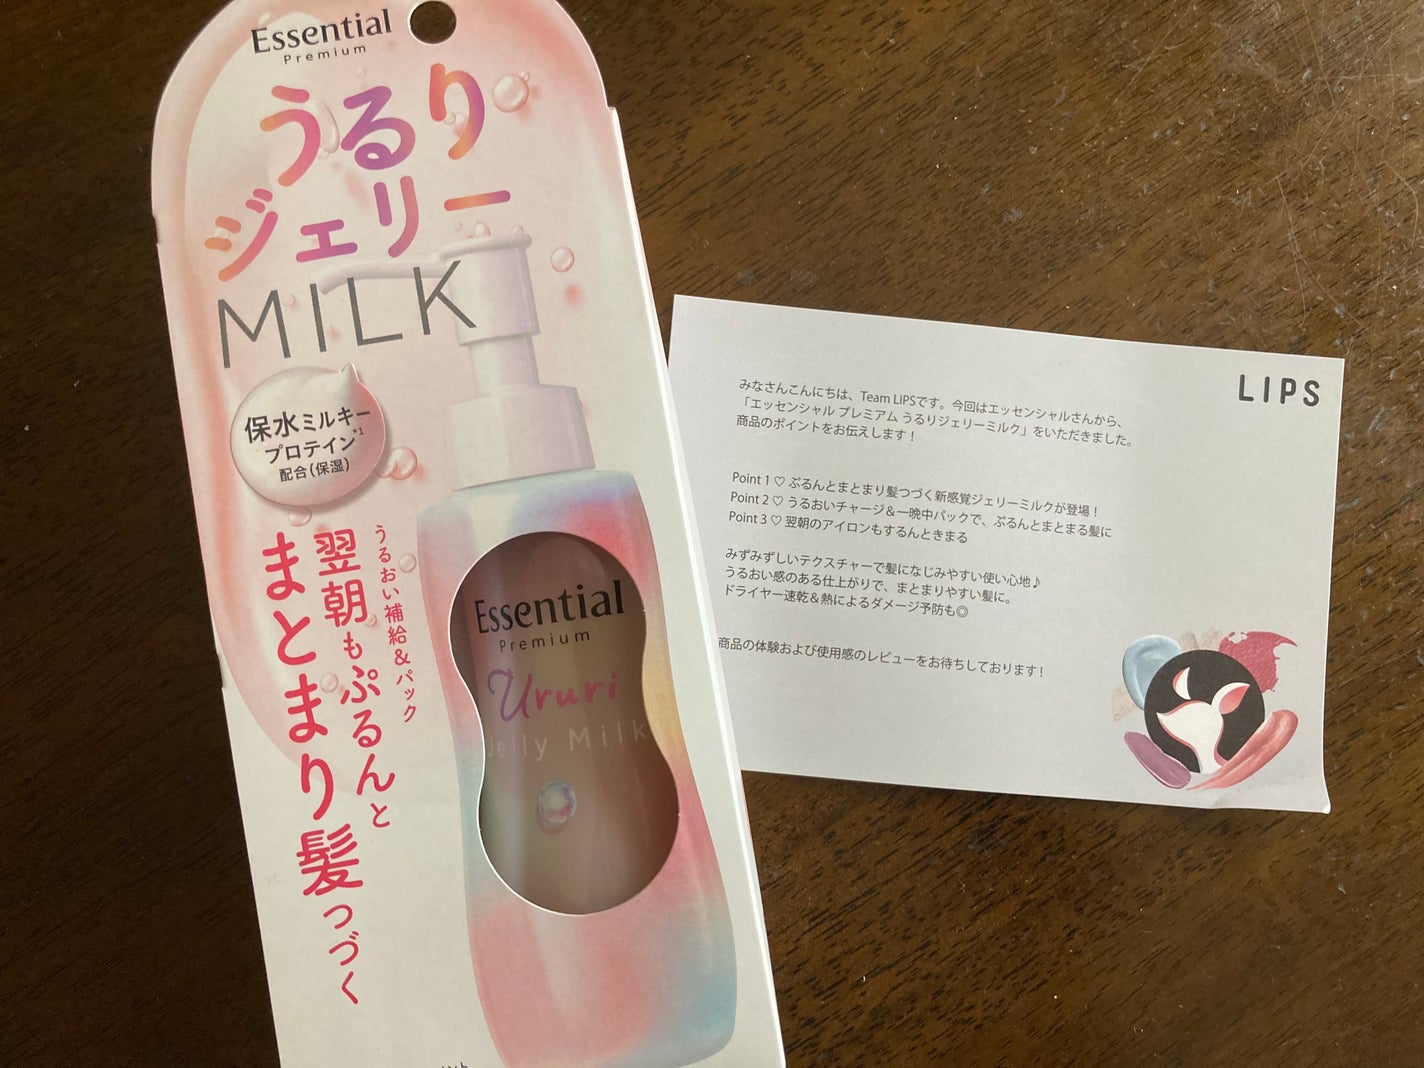 Essential
Premium
うるり
ジェリー
MILK
保水ミルキー
プロテイン*1
配合(保湿)
うるおい補給&パック
翌朝もぷるんと
まとまり髪つづく
Essential
Premium
Ururi
Jelly Milk
LIPS
みなさんこんにちは、Team LIPSです。今回はエッセンシャルさんから、
「エッセンシャル プレミアム うるりジェリーミルク」をいただきました。
商品のポイントをお伝えします！
Point 1 ♡ ぷるんとまとまり髪つづく新感覚ジェリーミルクが登場！
Point 2 ♡ うるおいチャージ＆一晩中パックで、ぷるんとまとまる髪に
Point 3 ♡ 翌朝のアイロンもするんときまる
みずみずしいテクスチャーで髪になじみやすい使い心地♪
うるおい感のある仕上がりで、まとまりやすい髪に。
ドライヤー速乾＆熱によるダメージ予防も◎
商品の体験および使用感のレビューをお待ちしております！